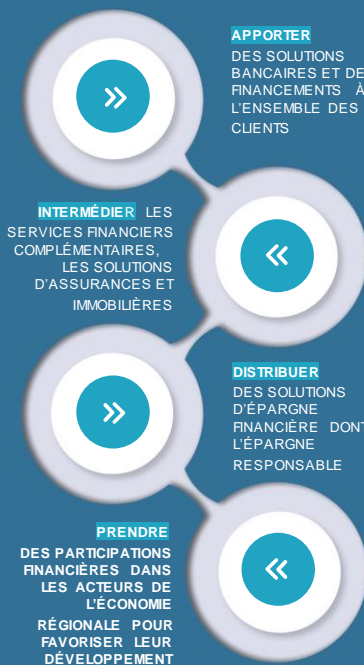 APPORTER
DES SOLUTIONS
BANCAIRES ET DE
FINANCEMENTS À
L'ENSEMBLE DES
CLIENTS
INTERMÉDIER LES
SERVICES FINANCIERS
COMPLÉMENTAIRES,
LES SOLUTIONS
D'ASSURANCES ET
IMMOBILIÈRES
DISTRIBUER
DES SOLUTIONS
D'ÉPARGNE
FINANCIÈRE DONT
L'ÉPARGNE
RESPONSABLE
PRENDRE
DES PARTICIPATIONS
FINANCIÈRES DANS
LES ACTEURS DE
L'ÉCONOMIE
RÉGIONALE POUR
FAVORISER LEUR
DÉVELOPPEMENT